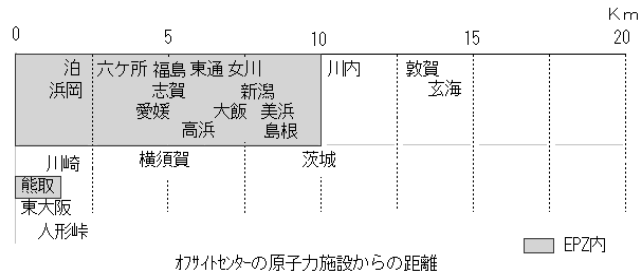 Km
0 5 10 15 20
泊 六ケ所 福島 東通 女川 川内 敦賀
浜岡 志賀 新潟 玄海
愛媛 大飯 美浜
高浜 島根
川崎 横須賀 茨城
熊取
東大阪
人形峠
EPZ内
ｵﾌｻｲﾄｾﾝﾀｰの原子力施設からの距離